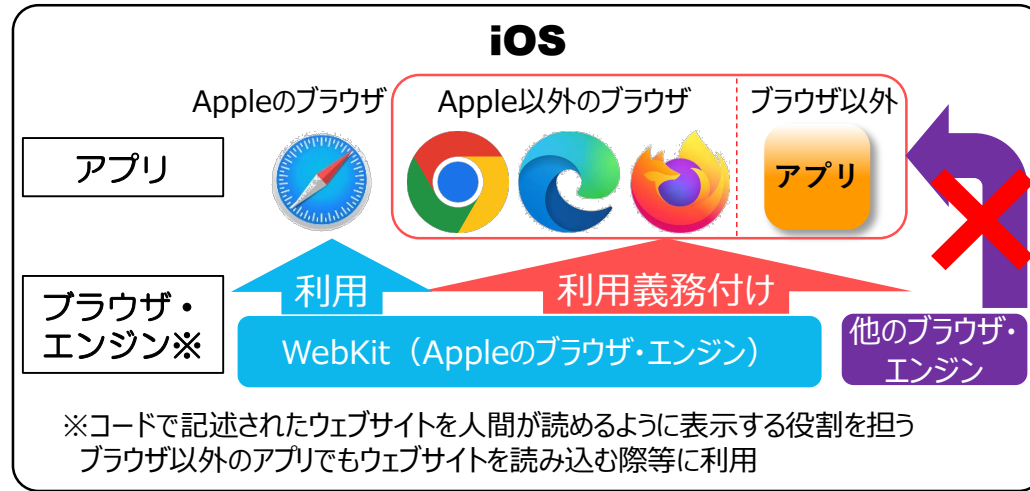 iOS
Appleのブラウザ
Apple以外のブラウザ
ブラウザ以外
アプリ
アプリ
利用
利用義務付け
ブラウザ・
エンジン※
WebKit（Appleのブラウザ・エンジン）
他のブラウザ・
エンジン
※コードで記述されたウェブサイトを人間が読めるように表示する役割を担う
ブラウザ以外のアプリでもウェブサイトを読み込む際等に利用